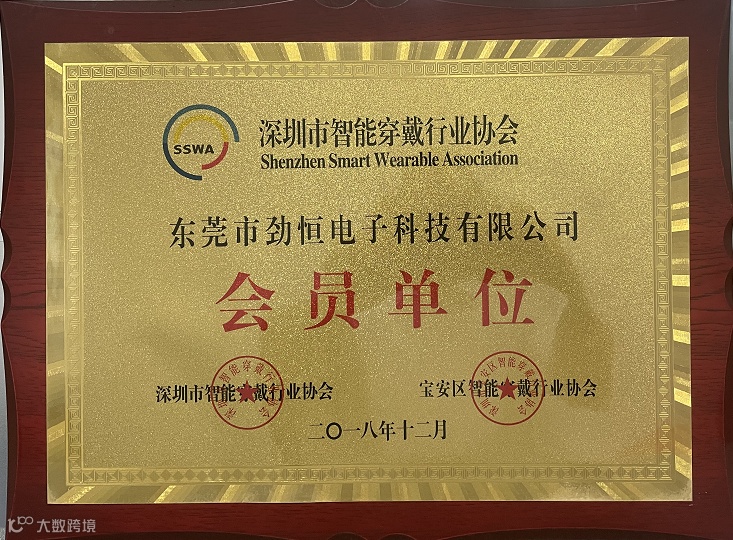 SSWA
深圳市智能穿戴行业协会
Shenzhen Smart Wearable Association
东莞市劲恒电子科技有限公司
会员单位
深圳市智能穿戴行业协会
宝安区智能穿戴行业协会
二〇一八年十二月
大数跨境